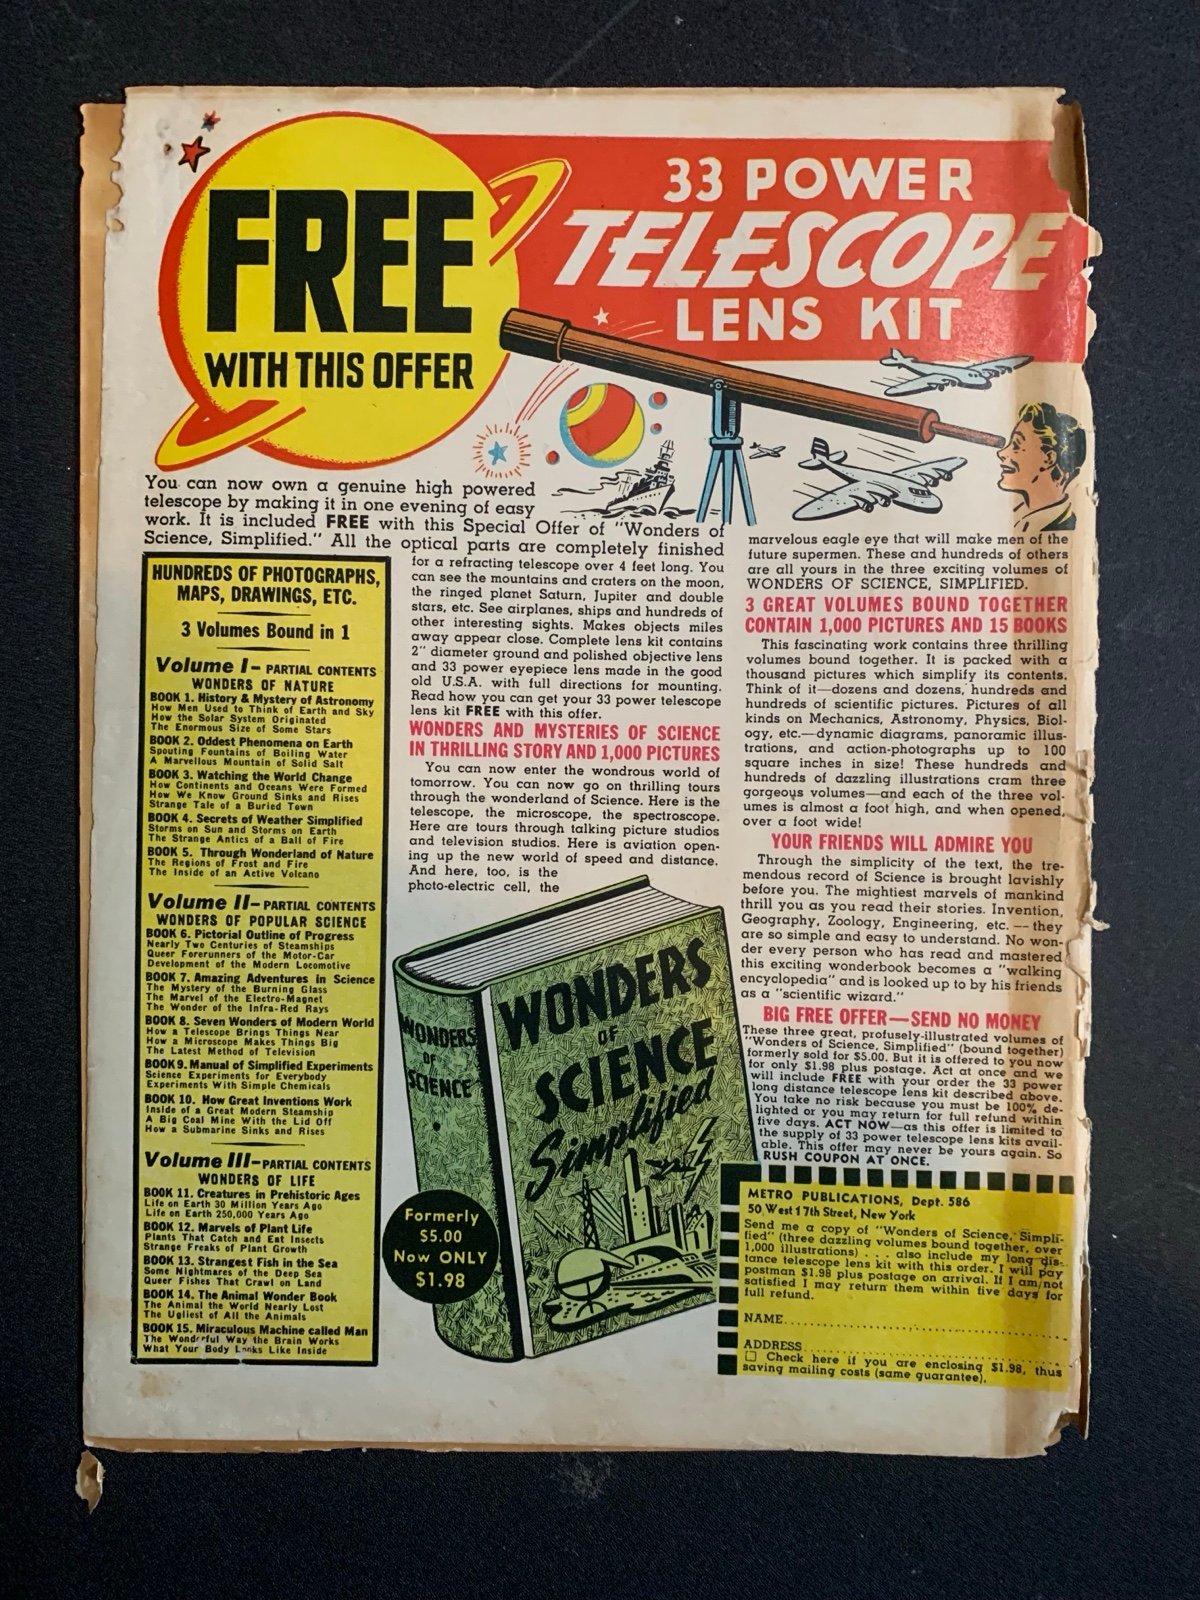 FREE
WITH THIS OFFER
33 POWER
TELESCOPE
LENS KIT
You can now own a genuine high powered
telescope by making it in one evening of easy
work. It is included FREE with this Special Offer of "Wonders of
Science, Simplified." All the optical parts are completely finished
for a refracting telescope over 4 feet long. You
can see the mountains and craters on the moon,
the ringed planet Saturn, Jupiter and double
stars, etc. See airplanes, ships and hundreds of
other interesting sights. Makes objects miles
away appear close. Complete lens kit contains
2" diameter ground and polished objective lens
and 33 power eyepiece lens made in the good
old U.S.A. with full directions for mounting.
Read how you can get your 33 power telescope
lens kit FREE with this offer.
WONDERS AND MYSTERIES OF SCIENCE
IN THRILLING STORY AND 1,000 PICTURES
You can now enter the wondrous world of
tomorrow. You can now go on thrilling tours
through the wonderland of Science. Here is the
telescope, the microscope, the spectroscope.
Here are tours through talking picture studios
and television studios. Here is aviation open-
ing up the new world of speed and distance.
And here, too, is the
photo-electric cell, the
marvelous eagle eye that will make men of the
future supermen. These and hundreds of others
are all yours in the three exciting volumes of
WONDERS OF SCIENCE, SIMPLIFIED.
3 GREAT VOLUMES BOUND TOGETHER
CONTAIN 1,000 PICTURES AND 15 BOOKS
This fascinating work contains three thrilling
volumes bound together. It is packed with a
thousand pictures which simplify its contents.
Think of it—dozens and dozens, hundreds and
hundreds of scientific pictures. Pictures of all
kinds on Mechanics, Astronomy, Physics, Biol-
ogy, etc.—dynamic diagrams, panoramic illus-
trations, and action-photographs up to 100
square inches in size! These hundreds and
hundreds of dazzling illustrations cram three
gorgeous volumes—and each of the three vol-
umes is almost a foot high, and when opened,
over a foot wide!
YOUR FRIENDS WILL ADMIRE YOU
Through the simplicity of the text, the tre-
mendous record of Science is brought lavishly
before you. The mightiest marvels of mankind
thrill you as you read their stories. Invention,
Geography, Zoology, Engineering, etc. — they
are so simple and easy to understand. No won-
der every person who has read and mastered
this exciting wonderbook becomes a "walking
encyclopedia" and is looked up to by his friends
as a "scientific wizard."
BIG FREE OFFER—SEND NO MONEY
These three great, profusely-illustrated volumes of
"Wonders of Science, Simplified" (bound together)
formerly sold for $5.00. But it is offered to you now
for only $1.98 plus postage. Act at once and we
will include FREE with your order the 33 power
long distance telescope lens kit described above.
You take no risk because you must be 100% de-
lighted or you may return for full refund within
five days. ACT NOW—as this offer is limited to
the supply of 33 power telescope lens kits avail-
able. This offer may never be yours again. So
RUSH COUPON AT ONCE.
HUNDREDS OF PHOTOGRAPHS,
MAPS, DRAWINGS, ETC.
3 Volumes Bound in 1
Volume I—PARTIAL CONTENTS
WONDERS OF NATURE
BOOK 1. History & Mystery of Astronomy
How Men Used to Think of Earth and Sky
How the Solar System Originated
The Enormous Size of Some Stars
BOOK 2. Oddest Phenomena on Earth
Spouting Fountains of Boiling Water
A Marvellous Mountain of Solid Salt
BOOK 3. Watching the World Change
How Continents and Oceans Were Formed
How We Know Ground Sinks and Rises
Strange Tale of a Buried Town
BOOK 4. Secrets of Weather Simplified
Storms on Sun and Storms on Earth
The Strange Antics of a Ball of Fire
BOOK 5. Through Wonderland of Nature
The Regions of Frost and Fire
The Inside of an Active Volcano
Volume II—PARTIAL CONTENTS
WONDERS OF POPULAR SCIENCE
BOOK 6. Pictorial Outline of Progress
Nearly Two Centuries of Steamships
Queer Forerunners of the Motor-Car
Development of the Modern Locomotive
BOOK 7. Amazing Adventures in Science
The Mystery of the Burning Glass
The Marvel of the Electro-Magnet
The Wonder of the Infra-Red Rays
BOOK 8. Seven Wonders of Modern World
How a Telescope Brings Things Near
How a Microscope Makes Things Big
The Latest Method of Television
BOOK 9. Manual of Simplified Experiments
Science Experiments for Everybody
Experiments With Simple Chemicals
BOOK 10. How Great Inventions Work
Inside of a Great Modern Steamship
A Big Coal Mine With the Lid Off
How a Submarine Sinks and Rises
Volume III—PARTIAL CONTENTS
WONDERS OF LIFE
BOOK 11. Creatures in Prehistoric Ages
Life on Earth 30 Million Years Ago
Life on Earth 250,000 Years Ago
BOOK 12. Marvels of Plant Life
Plants That Catch and Eat Insects
Strange Freaks of Plant Growth
BOOK 13. Strangest Fish in the Sea
Some Nightmares of the Deep Sea
Queer Fishes That Crawl on Land
BOOK 14. The Animal Wonder Book
The Animal the World Nearly Lost
The Ugliest of All the Animals
BOOK 15. Miraculous Machine called Man
The Wonderful Way the Brain Works
What Your Body Looks Like Inside
WONDERS
OF
SCIENCE
WONDERS
OF
SCIENCE
Simplified
Formerly
$5.00
Now ONLY
$1.98
METRO PUBLICATIONS, Dept. 586
50 West 17th Street, New York
Send me a copy of "Wonders of Science, Simpli-
fied" (three dazzling volumes bound together, over
1,000 illustrations) . . . also include my long dis-
tance telescope lens kit with this order. I will pay
postman $1.98 plus postage on arrival. If I am not
satisfied I may return them within five days for
full refund.
NAME
ADDRESS
☐ Check here if you are enclosing $1.98, thus
saving mailing costs (same guarantee).